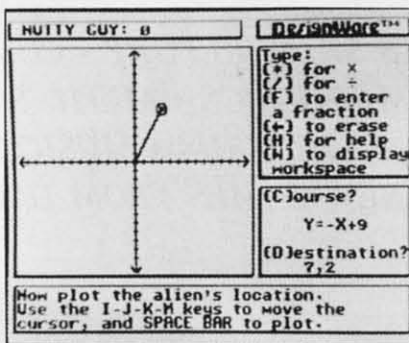 NUTTY GUY: 0
DesignWare™
Type:
(*) for ×
(/) for ÷
(F) to enter
a fraction
(←) to erase
(H) for help
(W) to display
workspace
(C)ourse?
Y=-X+9
(D)estination?
7,2
Now plot the alien's location.
Use the I-J-K-M keys to move the
cursor, and SPACE BAR to plot.